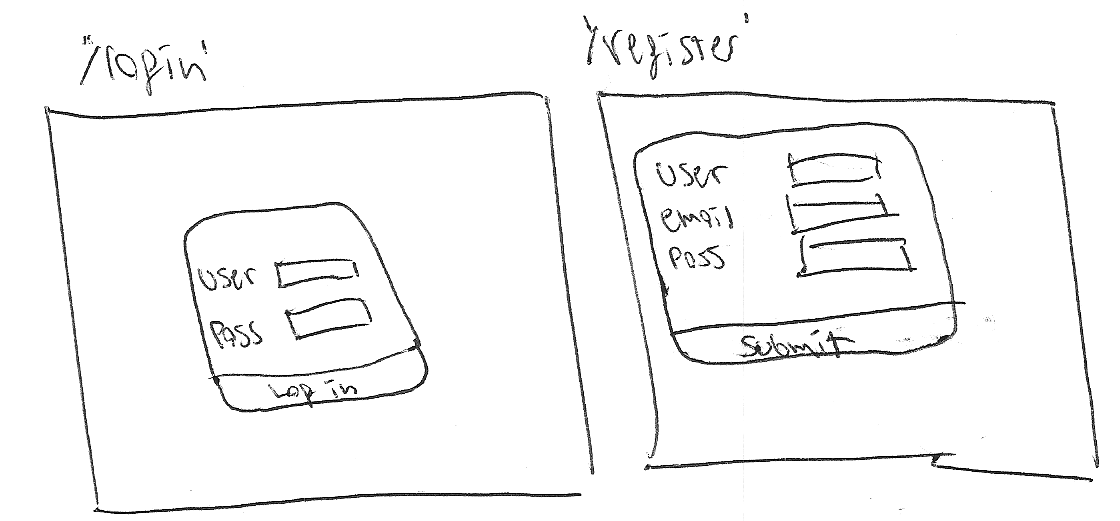 '/login'
user
Pass
Log in
'/register'
user
email
Pass
Submit